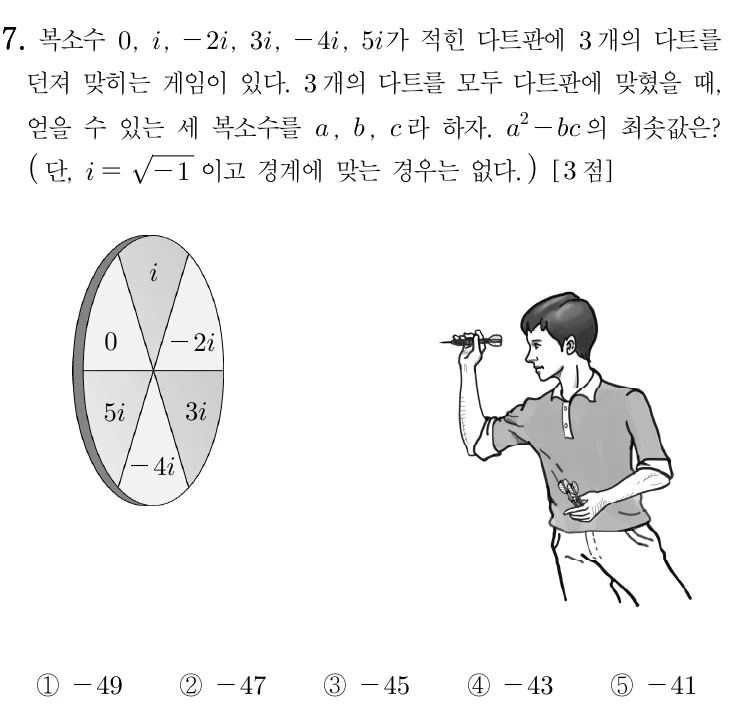 7. 복소수 0, i, −2i, 3i, −4i, 5i가 적힌 다트판에 3개의 다트를
던져 맞히는 게임이 있다. 3개의 다트를 모두 다트판에 맞혔을 때,
얻을 수 있는 세 복소수를 a, b, c라 하자. a²−bc의 최솟값은?
(단, i=√−1 이고 경계에 맞는 경우는 없다.) [3점]
i
0 −2i
5i 3i
−4i
① −49 ② −47 ③ −45 ④ −43 ⑤ −41